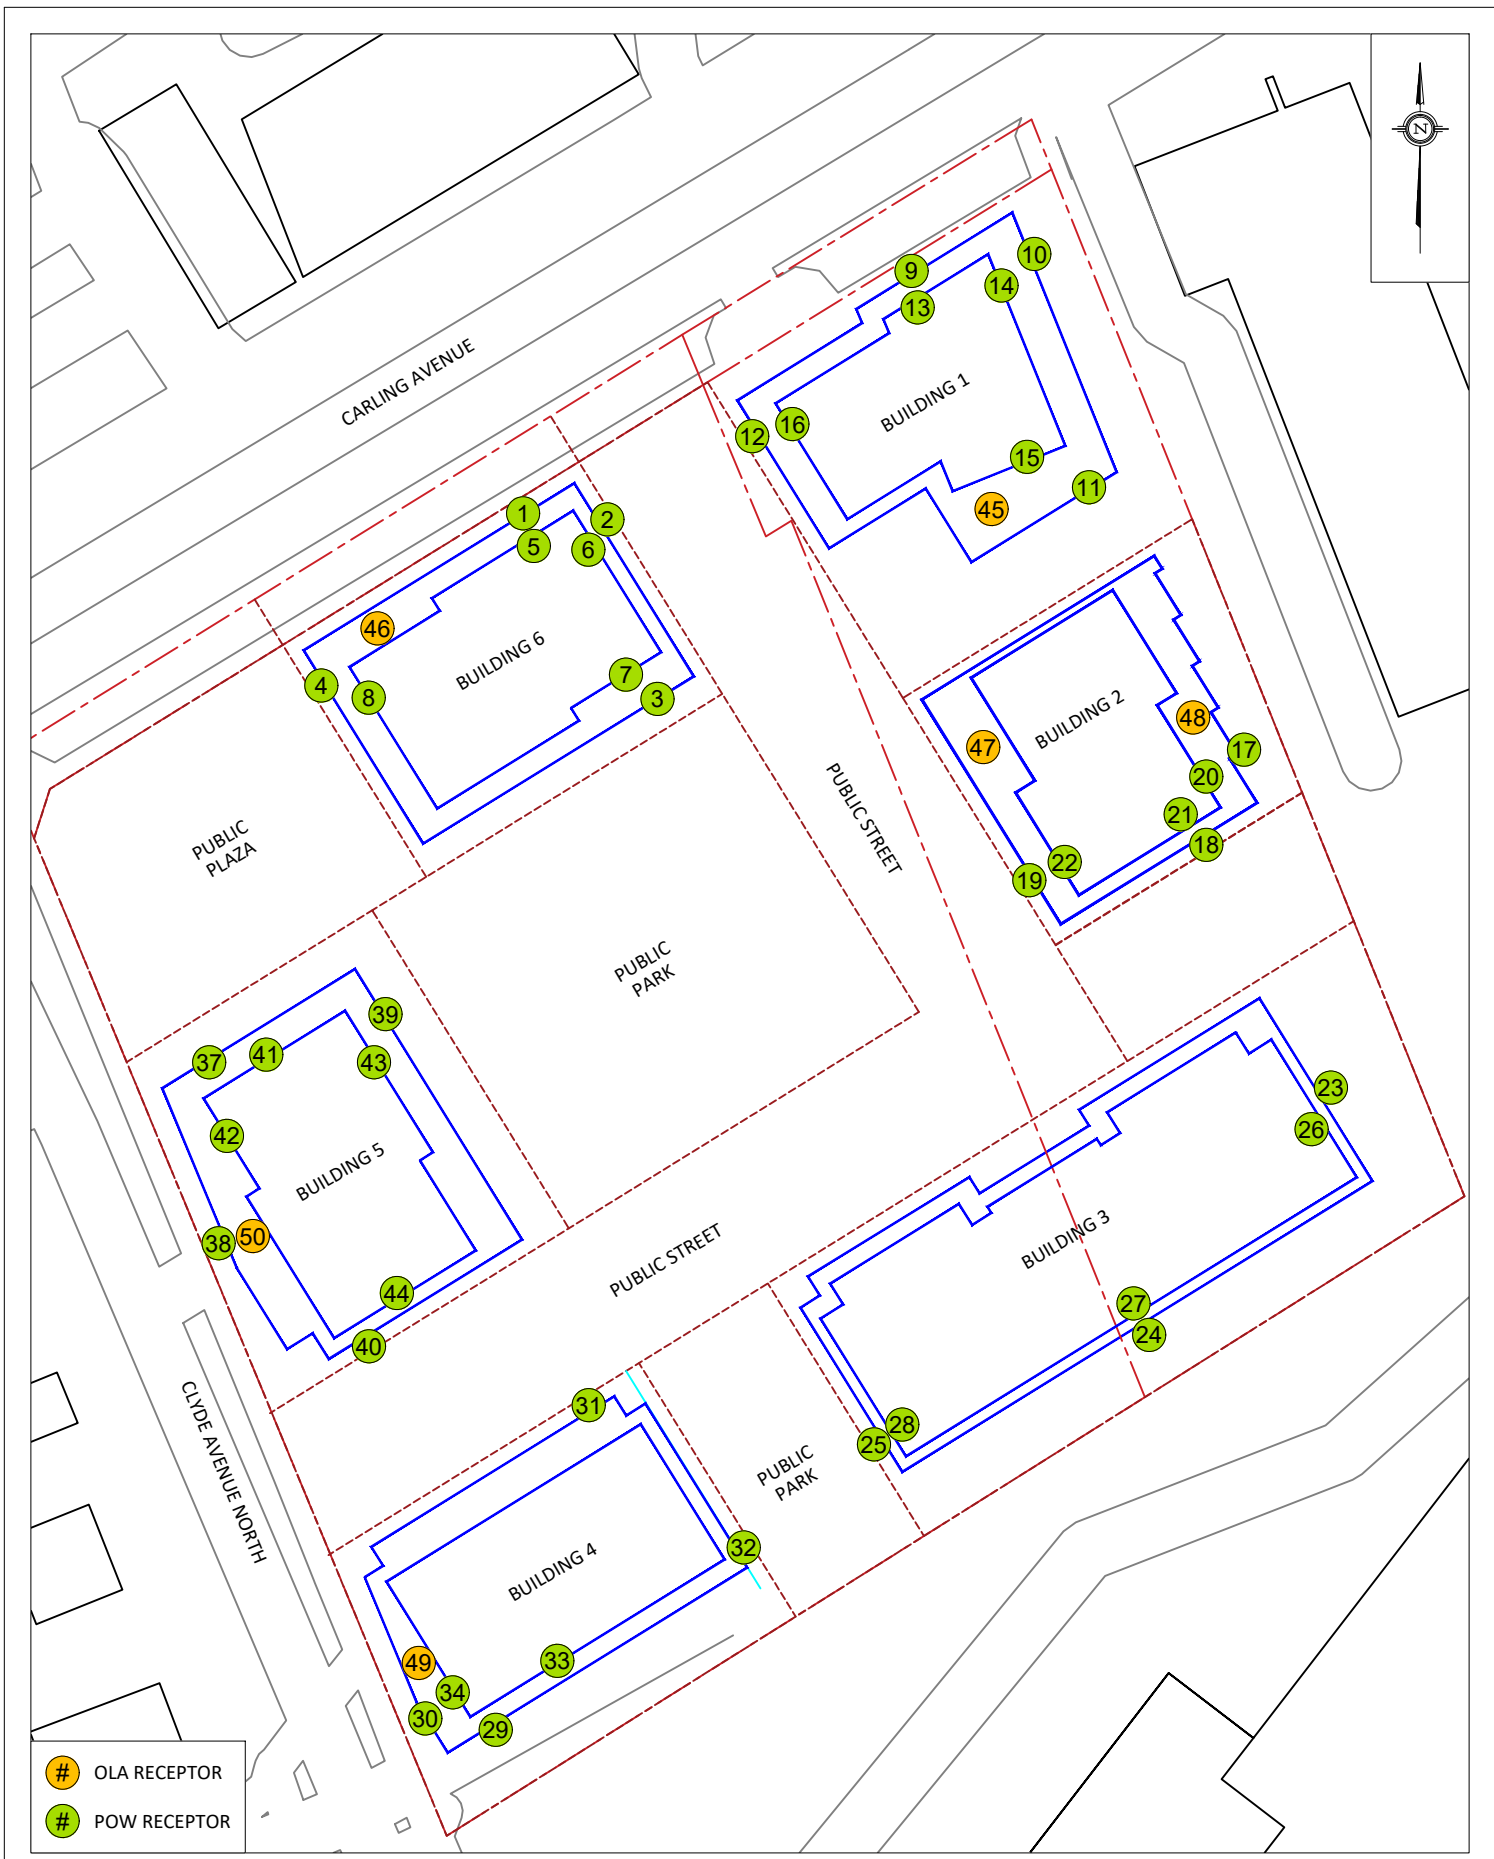 N
9
10
14
13
CARLING AVENUE
BUILDING 1
16
12
15
11
45
1
2
5
6
46
BUILDING 6
7
4
8
3
48
BUILDING 2
47
17
20
21
18
22
19
PUBLIC STREET
PUBLIC
PLAZA
PUBLIC
PARK
39
37
41
43
42
BUILDING 5
50
38
44
40
23
26
BUILDING 3
PUBLIC STREET
27
24
28
25
31
PUBLIC
PARK
CLYDE AVENUE NORTH
32
BUILDING 4
33
49
34
30
29
# OLA RECEPTOR
# POW RECEPTOR